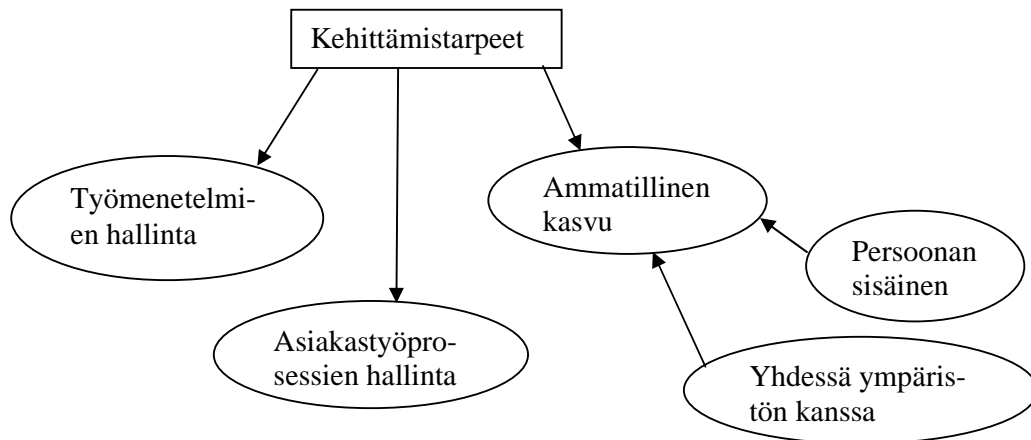 Kehittämistarpeet
Työmenetelmi-
en hallinta
Ammatillinen
kasvu
Persoonan
sisäinen
Asiakastyöpro-
sessien hallinta
Yhdessä ympäris-
tön kanssa